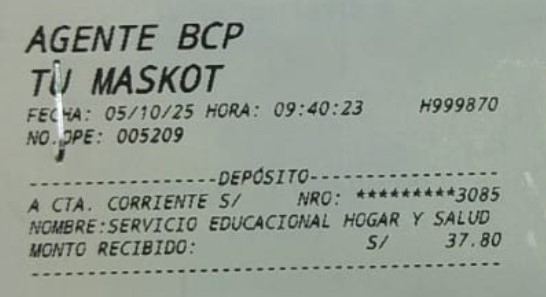 AGENTE BCP
TU MASKOT
FECHA: 05/10/25 HORA: 09:40:23 H999870
NO.OPE: 005209
------------------DEPÓSITO------------------
A CTA. CORRIENTE S/ NRO: *********3085
NOMBRE:SERVICIO EDUCACIONAL HOGAR Y SALUD
MONTO RECIBIDO: S/ 37.80
--------------------------------------------